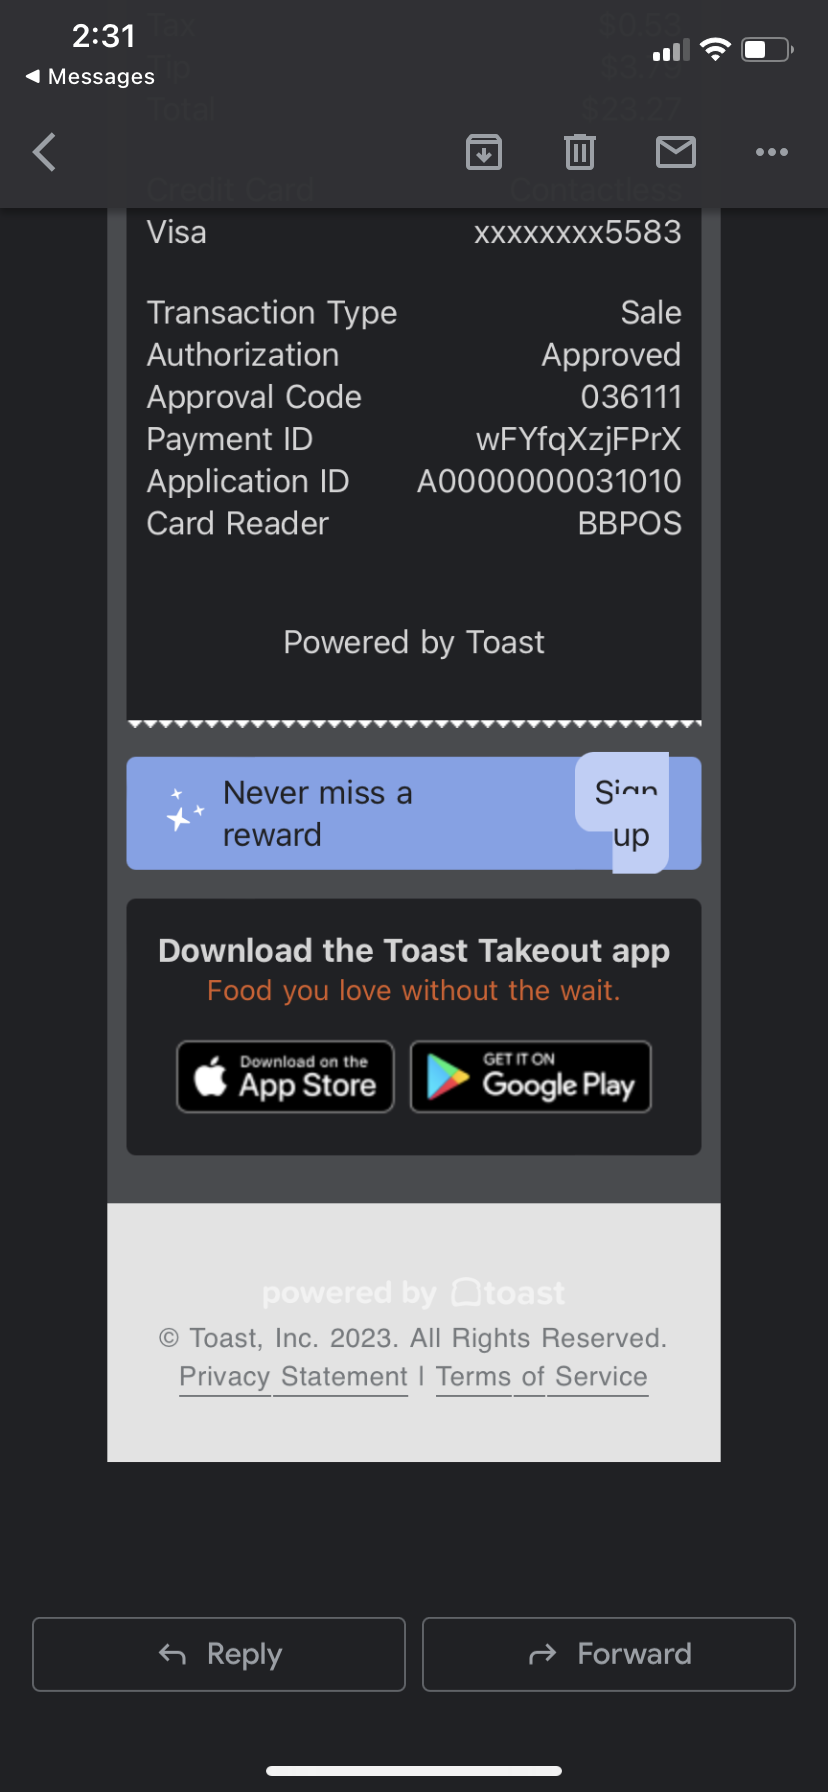 Tax $0.53
2:31
Messages
Tip $3.75
Total $23.27
Credit Card Contactless
Visa xxxxxxxx5583
Transaction Type Sale
Authorization Approved
Approval Code 036111
Payment ID wFYfqXzjFPrX
Application ID A0000000031010
Card Reader BBPOS
Powered by Toast
Never miss a
reward
Sign
up
Download the Toast Takeout app
Food you love without the wait.
Download on the
App Store
GET IT ON
Google Play
powered by toast
© Toast, Inc. 2023. All Rights Reserved.
Privacy Statement | Terms of Service
Reply
Forward